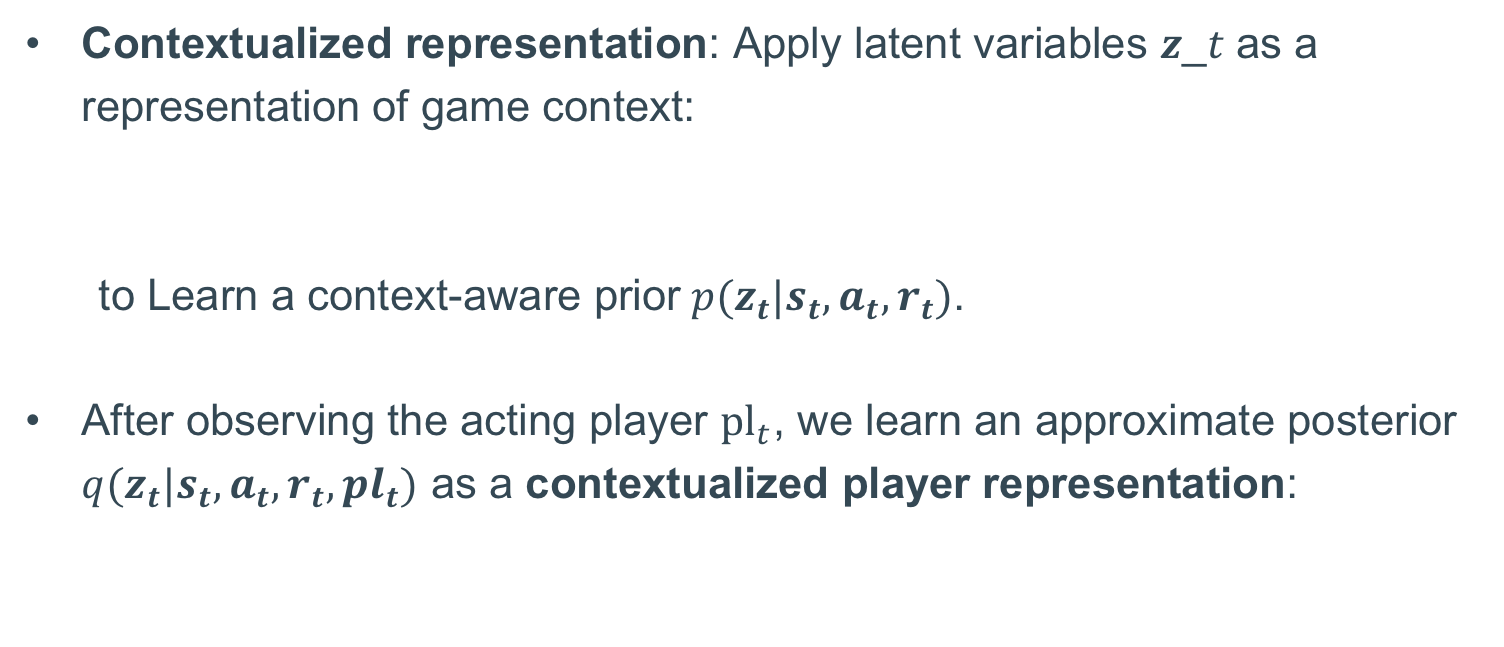 • Contextualized representation: Apply latent variables z_t as a
representation of game context:
to Learn a context-aware prior p(z_t|s_t, a_t, r_t).
• After observing the acting player pl_t, we learn an approximate posterior
q(z_t|s_t, a_t, r_t, pl_t) as a contextualized player representation: